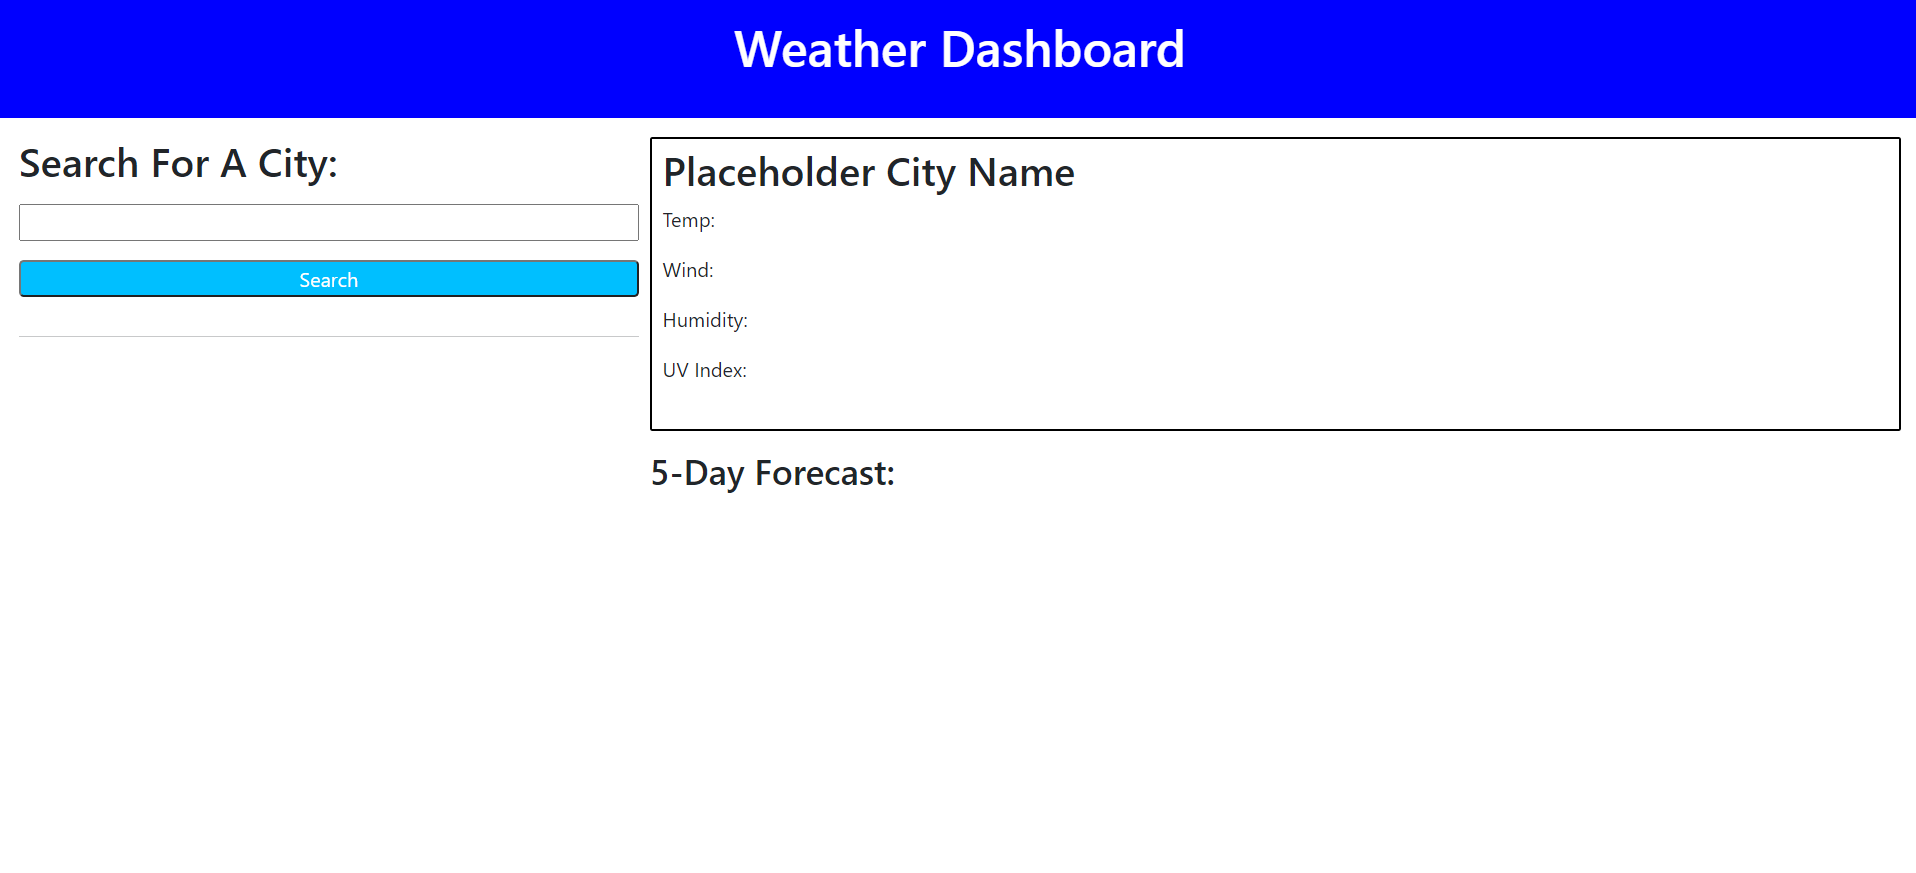 Weather Dashboard
Search For A City:
Search
Placeholder City Name
Temp:
Wind:
Humidity:
UV Index:
5-Day Forecast: